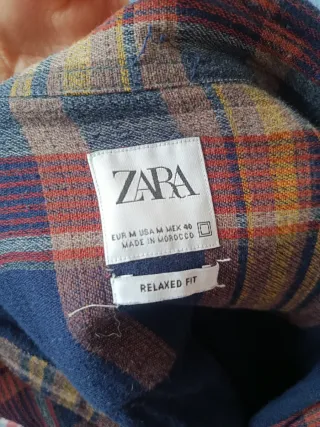 ZARA
EUR M USA M MEX 40
MADE IN MOROCCO
RELAXED FIT